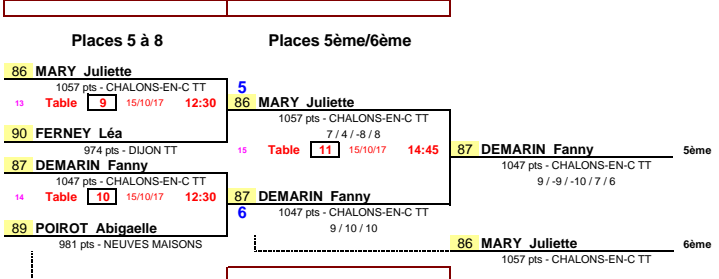 Places 5 à 8
Places 5ème/6ème
86 MARY Juliette
1057 pts - CHALONS-EN-C TT
5
13 Table 9 15/10/17 12:30
86 MARY Juliette
1057 pts - CHALONS-EN-C TT
90 FERNEY Léa
7 / 4 / -8 / 8
974 pts - DIJON TT
15 Table 11 15/10/17 14:45
87 DEMARIN Fanny 5ème
87 DEMARIN Fanny
1047 pts - CHALONS-EN-C TT
1047 pts - CHALONS-EN-C TT
9 / -9 / -10 / 7 / 6
14 Table 10 15/10/17 12:30
87 DEMARIN Fanny
6
1047 pts - CHALONS-EN-C TT
89 POIROT Abigaelle
9 / 10 / 10
981 pts - NEUVES MAISONS
86 MARY Juliette 6ème
1057 pts - CHALONS-EN-C TT